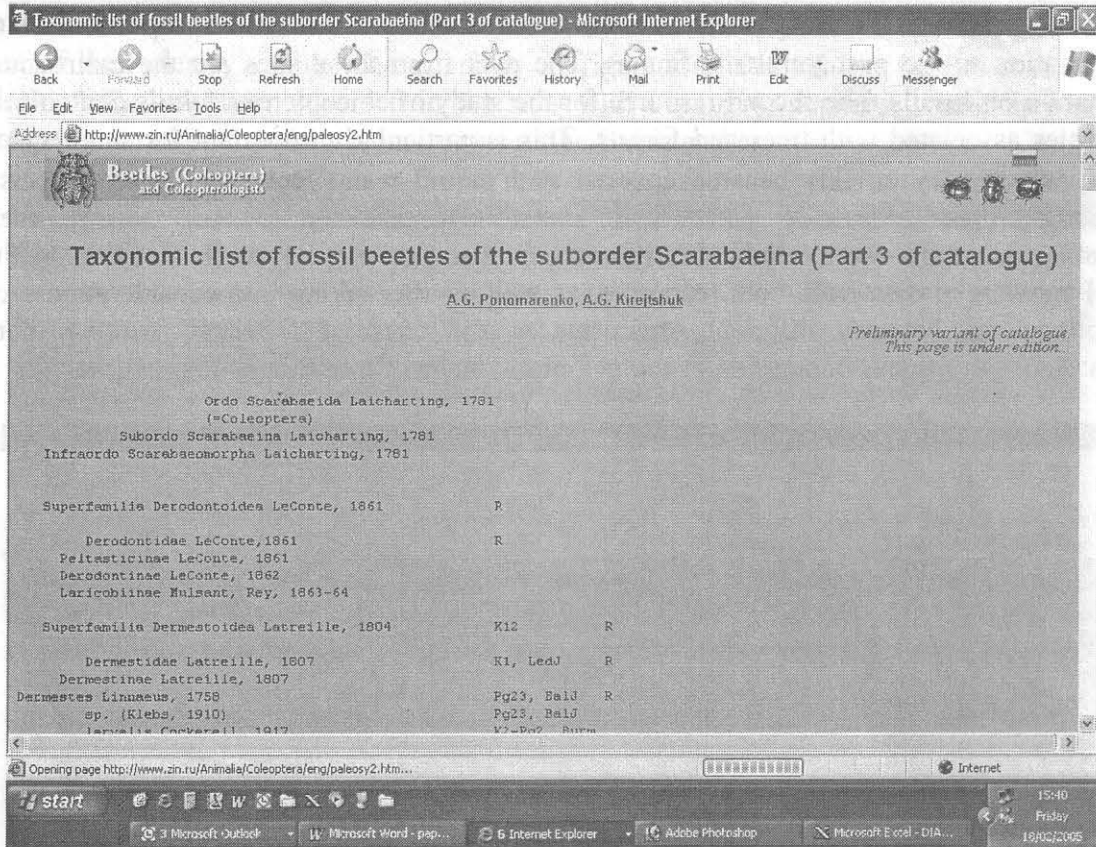 Taxonomic list of fossil beetles of the suborder Scarabaeina (Part 3 of catalogue) - Microsoft Internet Explorer
Back Forward Stop Refresh Home Search Favorites History Mail Print Edit Discuss Messenger
File Edit View Favorites Tools Help
Address http://www.zin.ru/Animalia/Coleoptera/eng/paleosy2.htm
Beetles (Coleoptera)
and Coleopterologists
Taxonomic list of fossil beetles of the suborder Scarabaeina (Part 3 of catalogue)
A.G. Ponomarenko, A.G. Kirejtshuk
Preliminary variant of catalogue
This page is under edition...
Ordo Scarabaeida Laicharting, 1781
(=Coleoptera)
Subordo Scarabaeina Laicharting, 1781
Infraordo Scarabaeomorpha Laicharting, 1781
Superfamilia Derodontoidea LeConte, 1861 R
Derodontidae LeConte,1861 R
Peltasticinae LeConte, 1861
Derodontinae LeConte, 1862
Laricobiinae Mulsant, Rey, 1863-64
Superfamilia Dermestoidea Latreille, 1804 K12 R
Dermestidae Latreille, 1807 K1, LedJ R
Dermestinae Latreille, 1807
Dermestes Linnaeus, 1758 Pg23, BalJ R
sp. (Klebs, 1910) Pg23, BalJ
larvalis Cockerell, 1917 K2-Pg2, Burm
Opening page http://www.zin.ru/Animalia/Coleoptera/eng/paleosy2.htm... Internet
start W 15:40
3 Microsoft Outlook W Microsoft Word - pap... 6 Internet Explorer Adobe Photoshop Microsoft Excel - DIA... Friday
18/02/2005